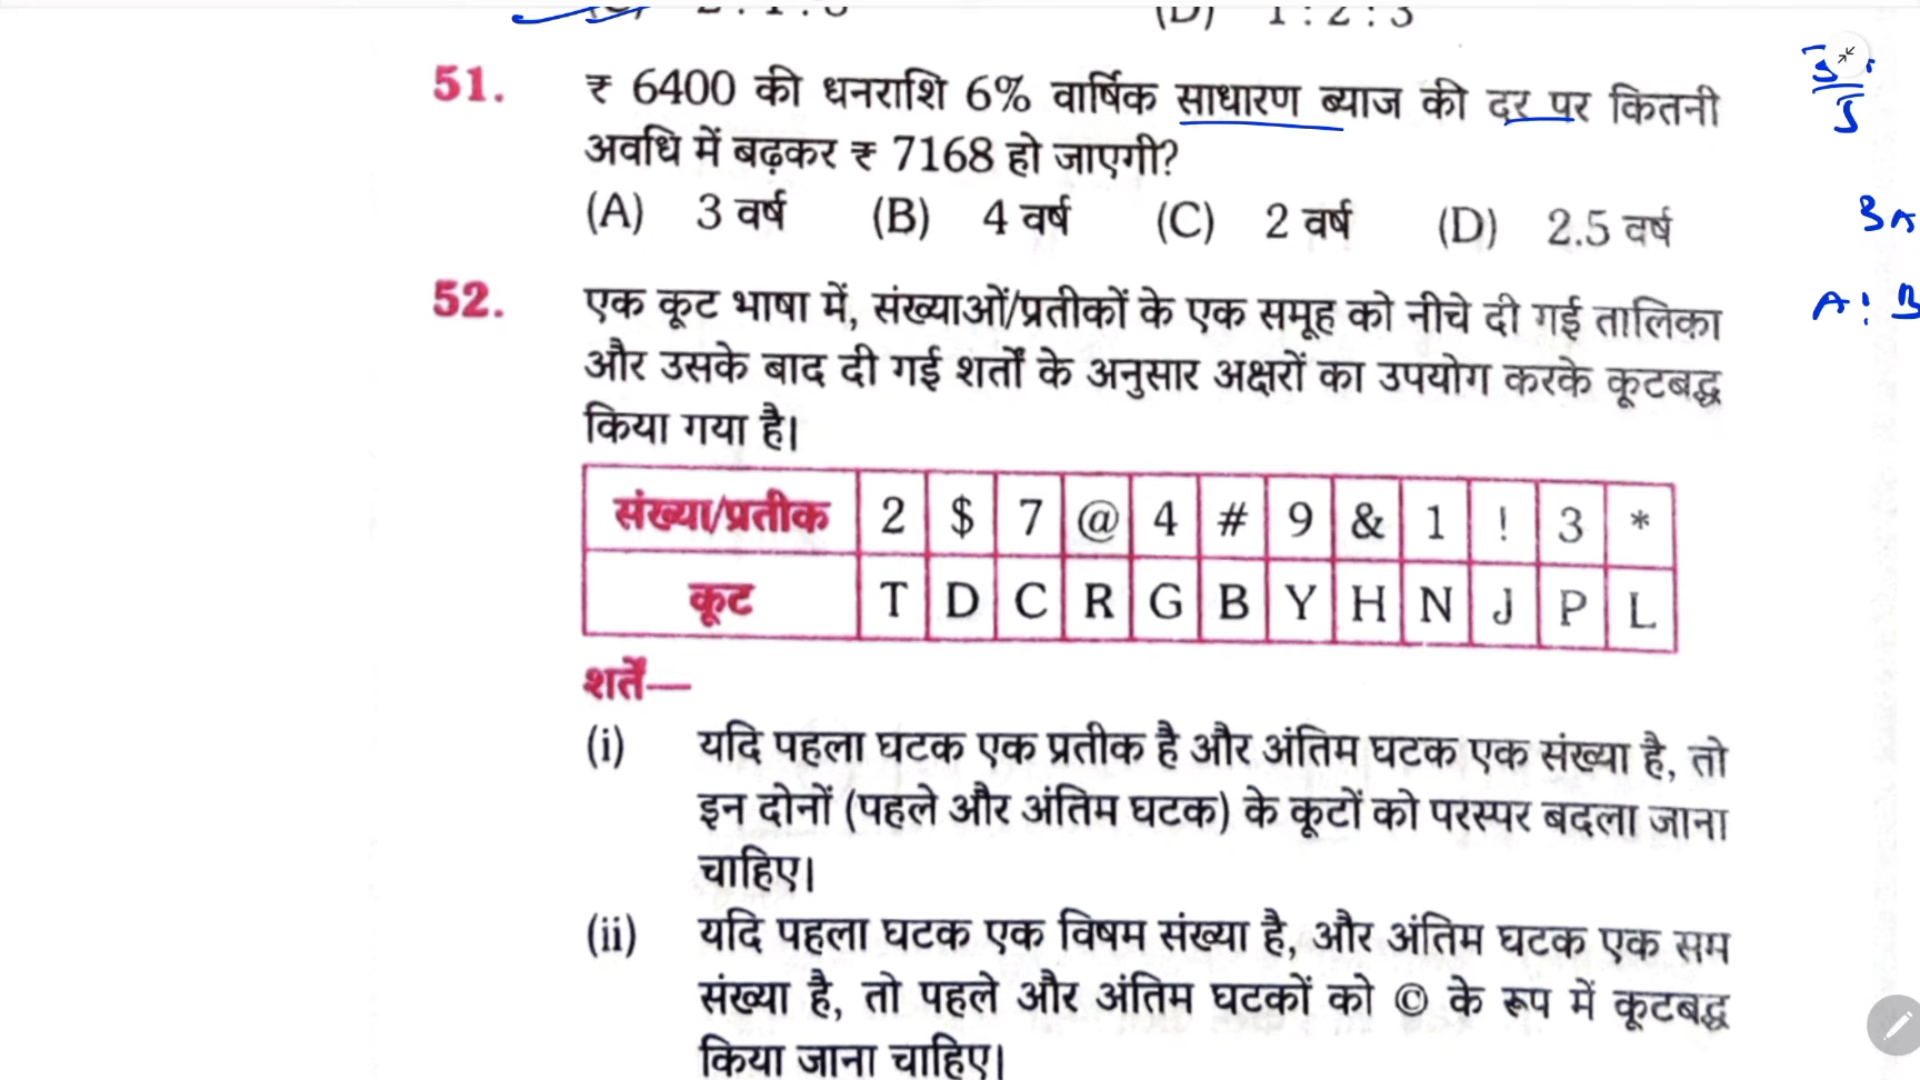 (D) 1 : 2 : 3
51. ₹ 6400 की धनराशि 6% वार्षिक साधारण ब्याज की दर पर कितनी
अवधि में बढ़कर ₹ 7168 हो जाएगी?
(A) 3 वर्ष (B) 4 वर्ष (C) 2 वर्ष (D) 2.5 वर्ष
52. एक कूट भाषा में, संख्याओं/प्रतीकों के एक समूह को नीचे दी गई तालिका
और उसके बाद दी गई शर्तों के अनुसार अक्षरों का उपयोग करके कूटबद्ध
किया गया है।
संख्या/प्रतीक 2 $ 7 @ 4 # 9 & 1 ! 3 *
कूट T D C R G B Y H N J P L
शर्तें—
(i) यदि पहला घटक एक प्रतीक है और अंतिम घटक एक संख्या है, तो
इन दोनों (पहले और अंतिम घटक) के कूटों को परस्पर बदला जाना
चाहिए।
(ii) यदि पहला घटक एक विषम संख्या है, और अंतिम घटक एक सम
संख्या है, तो पहले और अंतिम घटकों को © के रूप में कूटबद्ध
किया जाना चाहिए।
A : B